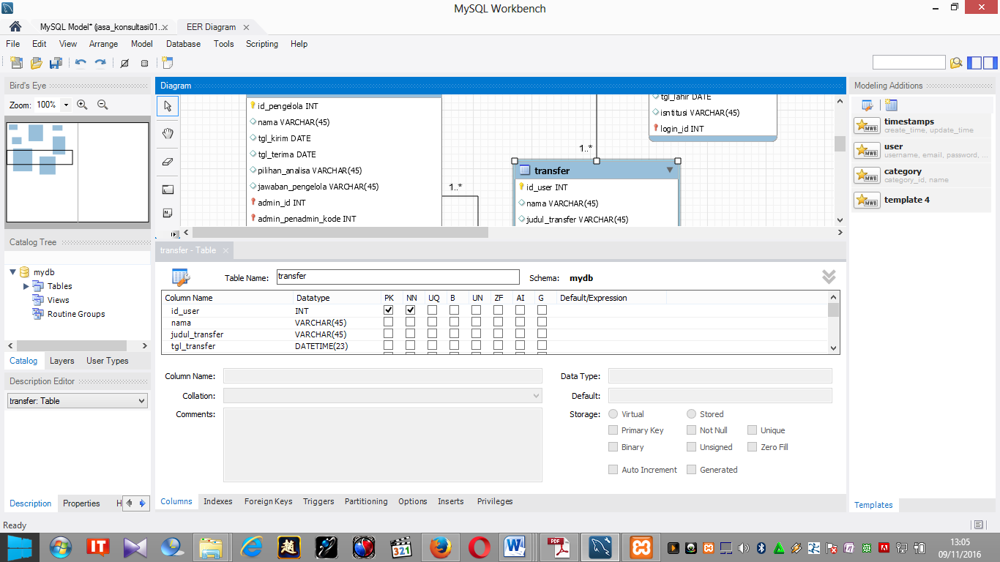 MySQL Workbench
MySQL Model* (jasa_konsultasi01...
EER Diagram
File Edit View Arrange Model Database Tools Scripting Help
Bird's Eye
Zoom: 100%
Catalog Tree
mydb
Tables
Views
Routine Groups
Catalog Layers User Types
Description Editor
transfer: Table
Description Properties H
Ready
Diagram
id_pengelola INT
nama VARCHAR(45)
tgl_kirim DATE
tgl_terima DATE
pilihan_analisa VARCHAR(45)
jawaban_pengelola VARCHAR(45)
admin_id INT
admin_penadmin_kode INT
1..*
1..*
tgl_lahir DATE
isntitusi VARCHAR(45)
login_id INT
transfer
id_user INT
nama VARCHAR(45)
judul_transfer VARCHAR(45)
transfer - Table
Table Name: transfer Schema: mydb
Column Name Datatype PK NN UQ B UN ZF AI G Default/Expression
id_user INT
nama VARCHAR(45)
judul_transfer VARCHAR(45)
tgl_transfer DATETIME(23)
Column Name: Data Type:
Collation: Default:
Comments: Storage: Virtual Stored
Primary Key Not Null Unique
Binary Unsigned Zero Fill
Auto Increment Generated
Columns Indexes Foreign Keys Triggers Partitioning Options Inserts Privileges
Modeling Additions
timestamps
create_time, update_time
user
username, email, password, ...
category
category_id, name
template 4
MWB
MWB
MWB
MWB
Templates
IT
321
PDF
13:05
09/11/2016